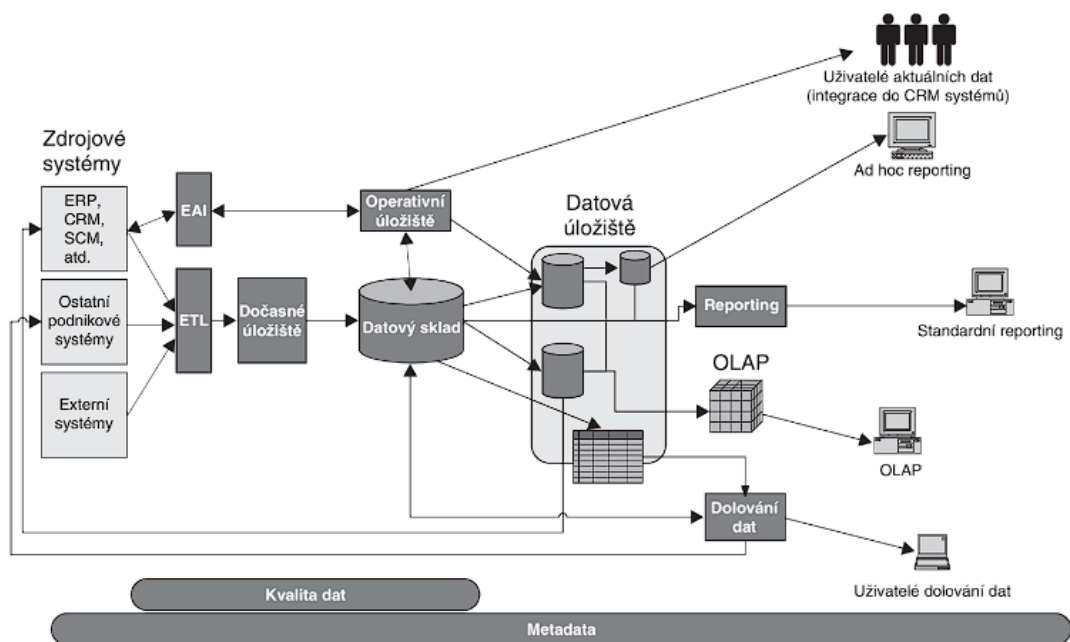 Uživatelé aktuálních dat
(integrace do CRM systémů)
Ad hoc reporting
Zdrojové
systémy
ERP,
CRM,
SCM,
atd.
EAI
Operativní
úložiště
Datová
úložiště
Ostatní
podnikové
systémy
ETL
Dočasné
úložiště
Datový sklad
Reporting
Standardní reporting
OLAP
Externí
systémy
OLAP
Dolování
dat
Uživatelé dolování dat
Kvalita dat
Metadata